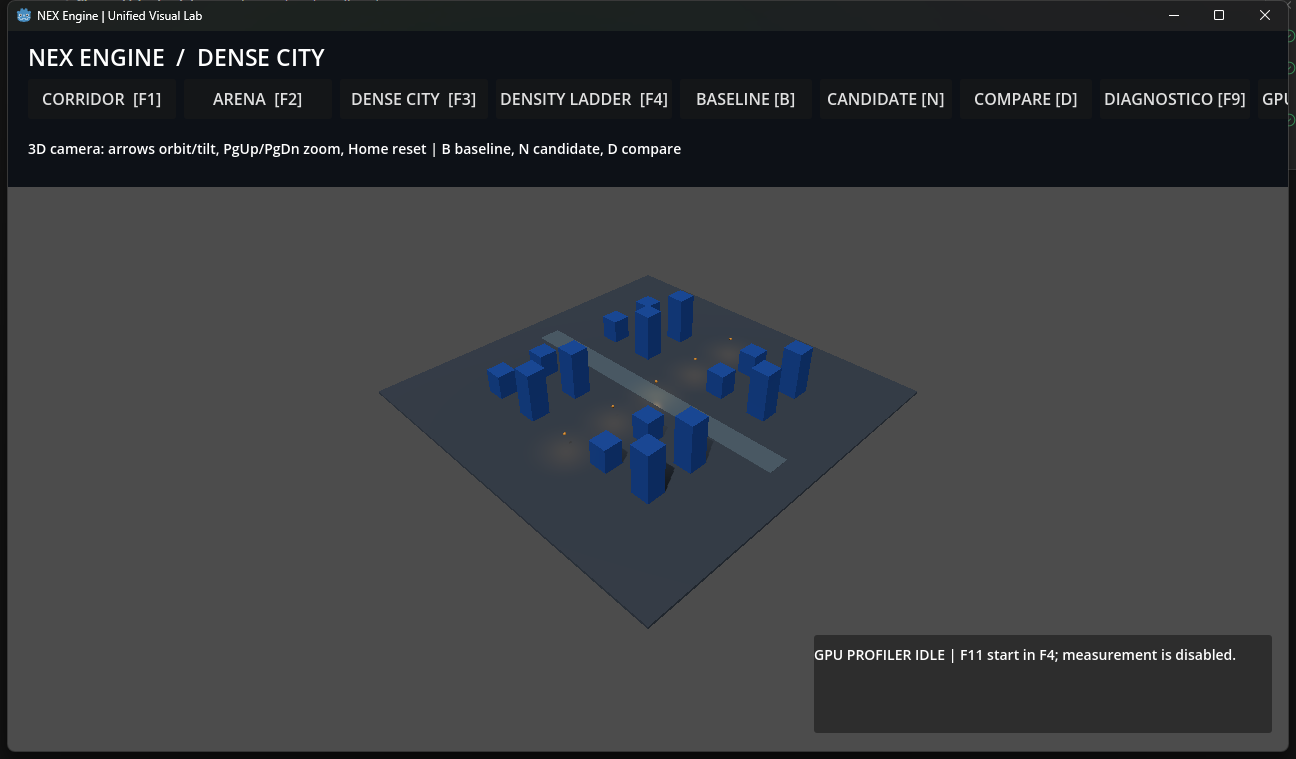 NEX Engine | Unified Visual Lab
NEX ENGINE / DENSE CITY
CORRIDOR [F1] ARENA [F2] DENSE CITY [F3] DENSITY LADDER [F4] BASELINE [B] CANDIDATE [N] COMPARE [D] DIAGNOSTICO [F9]
3D camera: arrows orbit/tilt, PgUp/PgDn zoom, Home reset | B baseline, N candidate, D compare
GPU PROFILER IDLE | F11 start in F4; measurement is disabled.